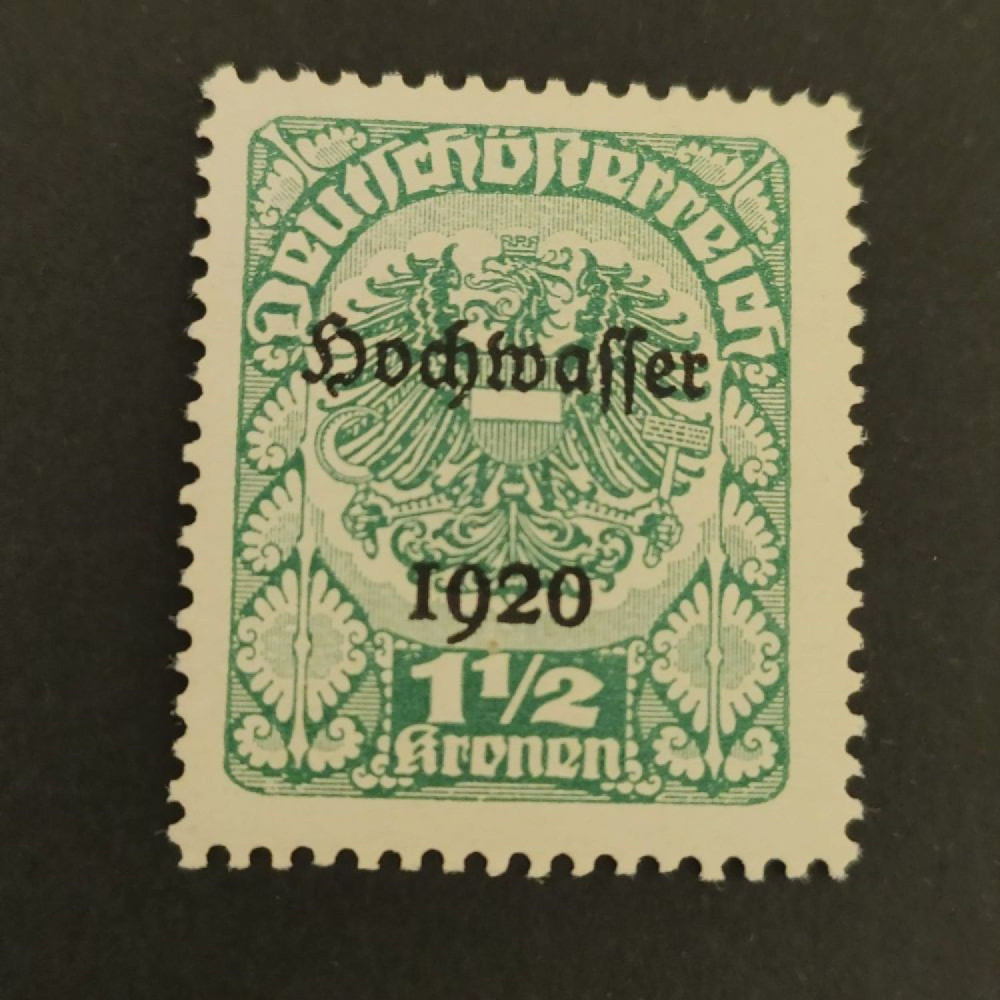 Deutschösterreich
Hochwasser
1920
1 1/2
Kronen